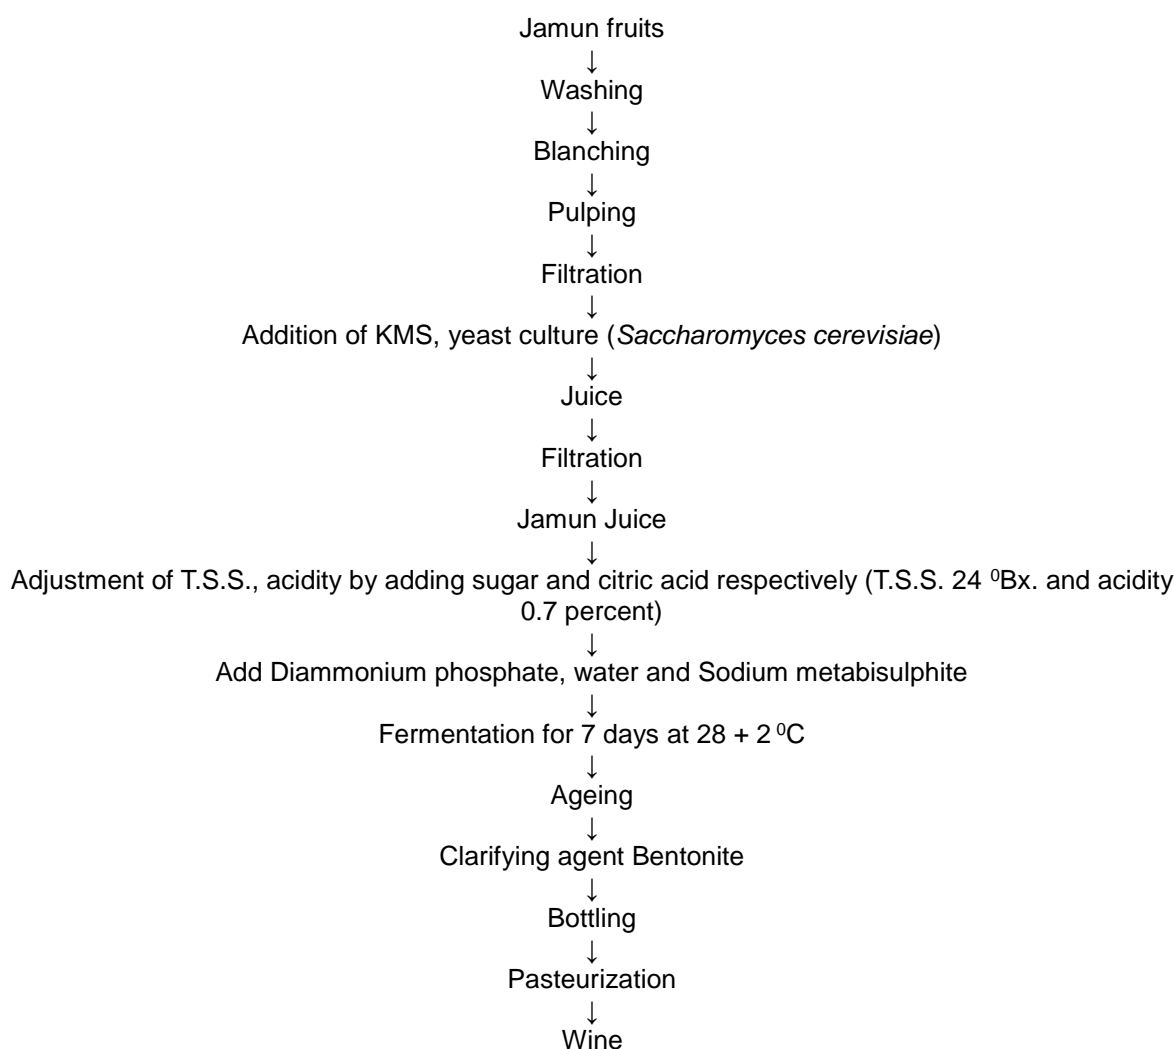 Jamun fruits
↓
Washing
↓
Blanching
↓
Pulping
↓
Filtration
↓
Addition of KMS, yeast culture (Saccharomyces cerevisiae)
↓
Juice
↓
Filtration
↓
Jamun Juice
↓
Adjustment of T.S.S., acidity by adding sugar and citric acid respectively (T.S.S. 24 ⁰Bx. and acidity
0.7 percent)
↓
Add Diammonium phosphate, water and Sodium metabisulphite
↓
Fermentation for 7 days at 28 + 2 ⁰C
↓
Ageing
↓
Clarifying agent Bentonite
↓
Bottling
↓
Pasteurization
↓
Wine